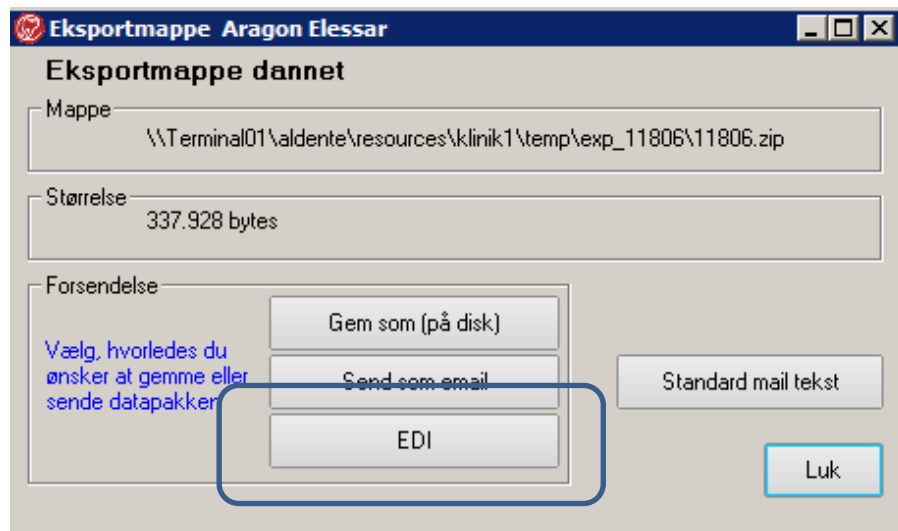 Eksportmappe Aragon Elessar
Eksportmappe dannet
Mappe
\\Terminal01\aldente\resources\klinik1\temp\exp_11806\11806.zip
Størrelse
337.928 bytes
Forsendelse
Vælg, hvorledes du
ønsker at gemme eller
sende datapakken
Gem som (på disk)
Send som email
EDI
Standard mail tekst
Luk